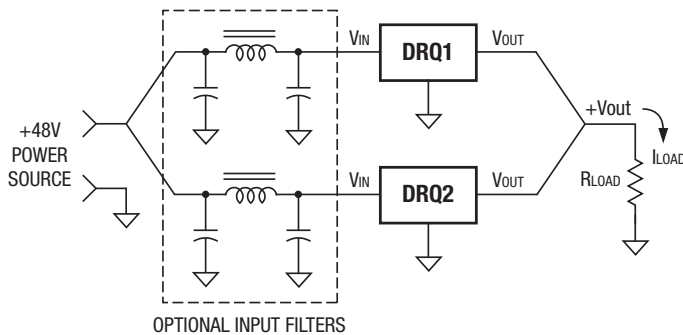 VIN
DRQ1
VOUT
+48V
POWER
SOURCE
+Vout
ILOAD
RLOAD
VIN
DRQ2
VOUT
OPTIONAL INPUT FILTERS